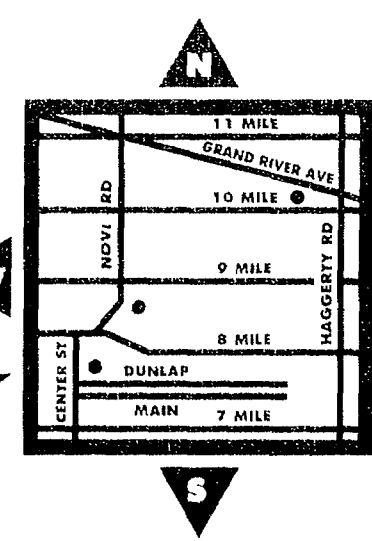 N
11 MILE
GRAND RIVER AVE
10 MILE
NOVI RD
9 MILE
HAGGERTY RD
8 MILE
CENTER ST
DUNLAP
MAIN
7 MILE
S